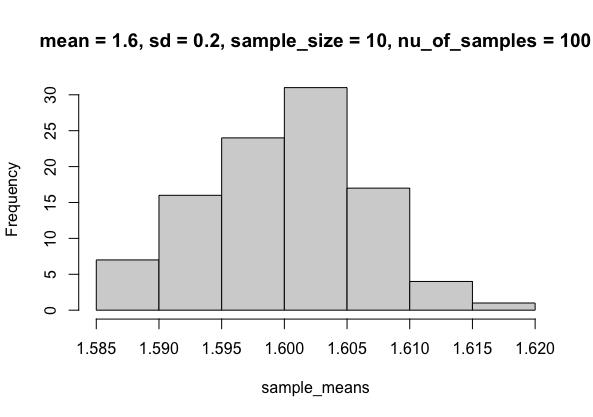 mean = 1.6, sd = 0.2, sample_size = 10, nu_of_samples = 100
Frequency
30
25
20
15
10
5
0
1.585 1.590 1.595 1.600 1.605 1.610 1.615 1.620
sample_means